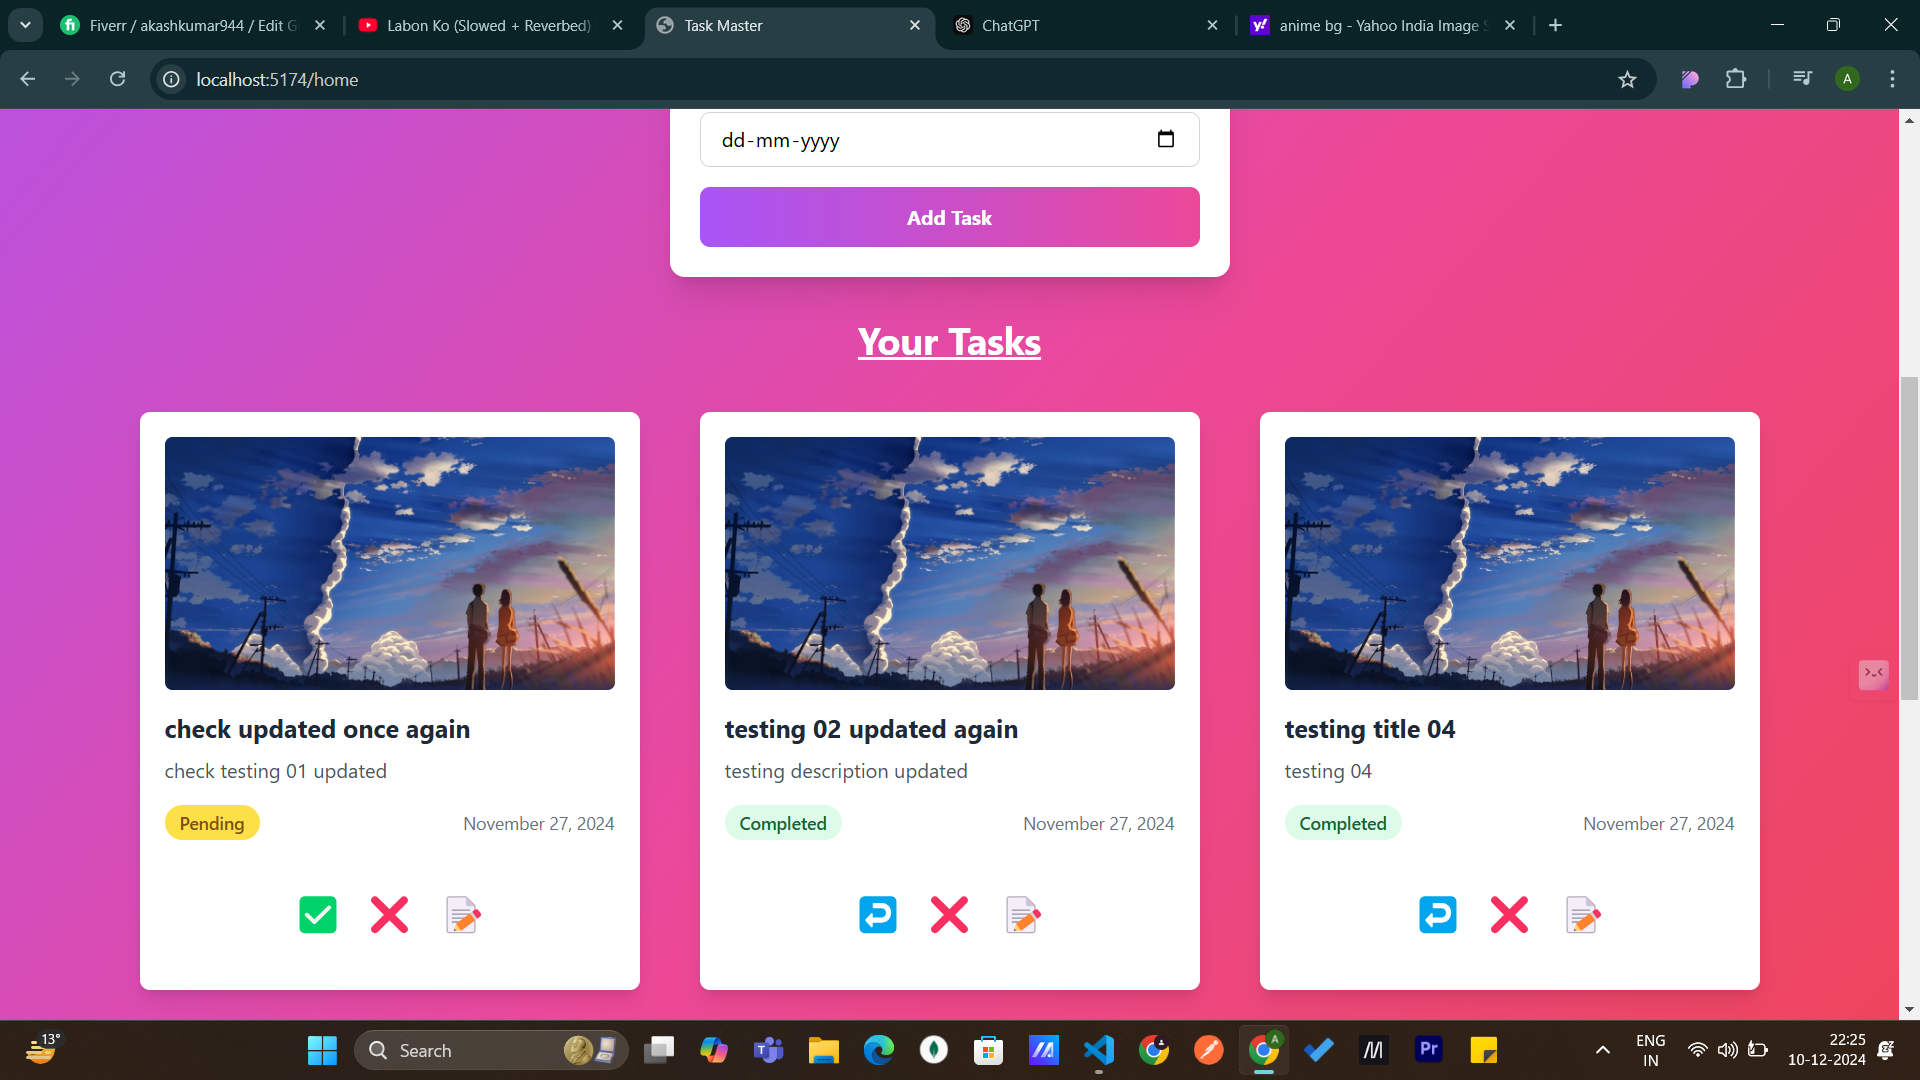 Fiverr / akashkumar944 / Edit G
Labon Ko (Slowed + Reverbed)
Task Master
ChatGPT
anime bg - Yahoo India Image S
localhost:5174/home
A
dd-mm-yyyy
Add Task
Your Tasks
check updated once again
check testing 01 updated
Pending
November 27, 2024
testing 02 updated again
testing description updated
Completed
November 27, 2024
testing title 04
testing 04
Completed
November 27, 2024
13°
Search
Pr
A
ENG
IN
22:25
10-12-2024